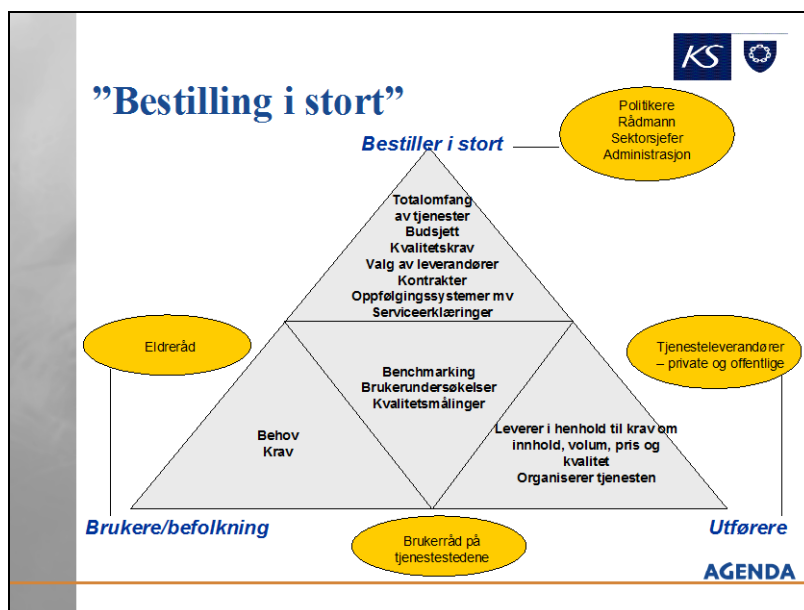 KS
”Bestilling i stort”
Politikere
Rådmann
Sektorsjefer
Administrasjon
Bestiller i stort
Totalomfang
av tjenester
Budsjett
Kvalitetskrav
Valg av leverandører
Kontrakter
Oppfølgingssystemer mv
Serviceerklæringer
Eldreråd
Tjenesteleverandører
– private og offentlige
Benchmarking
Brukerundersøkelser
Kvalitetsmålinger
Behov
Krav
Leverer i henhold til krav om
innhold, volum, pris og
kvalitet
Organiserer tjenesten
Brukere/befolkning
Brukerråd på
tjenestestedene
Utførere
AGENDA